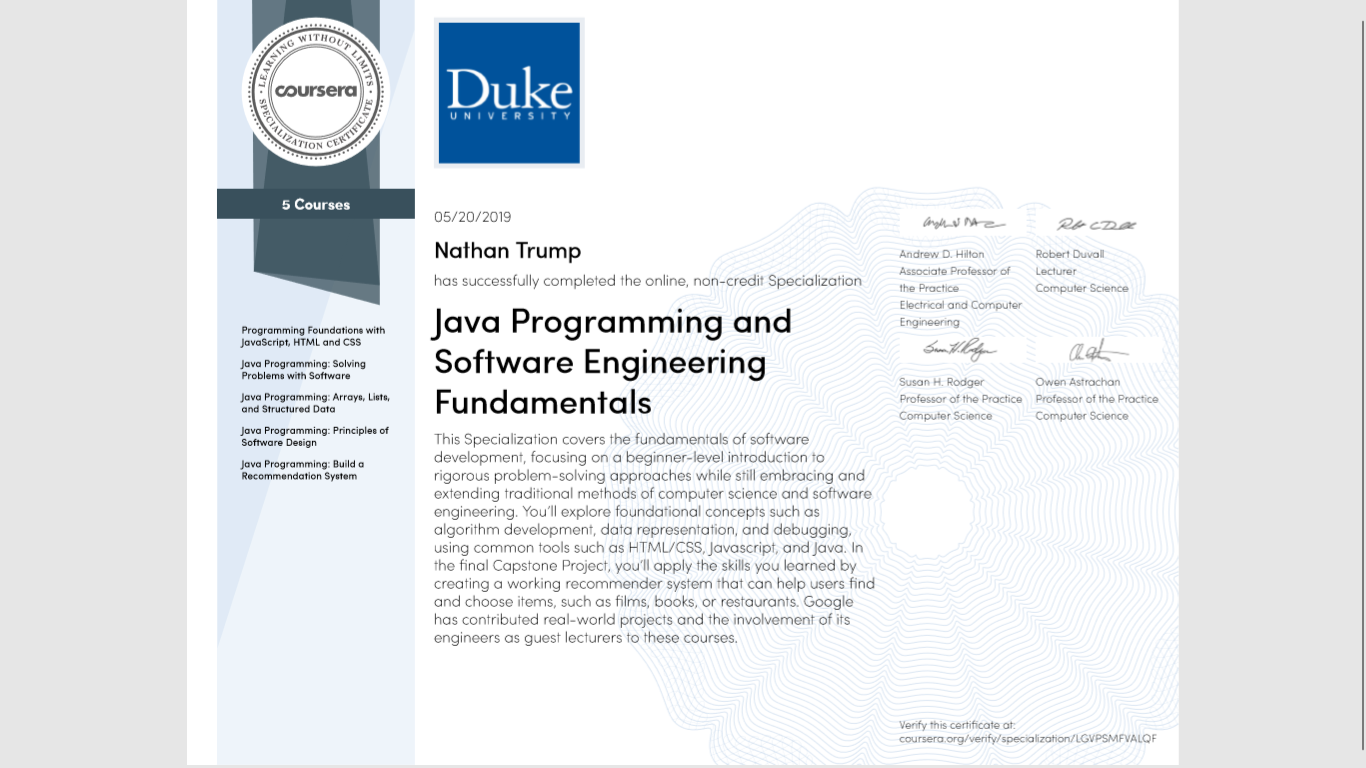 LEARNING WITHOUT LIMITS
coursera
SPECIALIZATION CERTIFICATE
Duke
UNIVERSITY
5 Courses
Programming Foundations with
JavaScript, HTML and CSS
Java Programming: Solving
Problems with Software
Java Programming: Arrays, Lists,
and Structured Data
Java Programming: Principles of
Software Design
Java Programming: Build a
Recommendation System
05/20/2019
Nathan Trump
has successfully completed the online, non-credit Specialization
Java Programming and
Software Engineering
Fundamentals
This Specialization covers the fundamentals of software
development, focusing on a beginner-level introduction to
rigorous problem-solving approaches while still embracing and
extending traditional methods of computer science and software
engineering. You'll explore foundational concepts such as
algorithm development, data representation, and debugging,
using common tools such as HTML/CSS, Javascript, and Java. In
the final Capstone Project, you'll apply the skills you learned by
creating a working recommender system that can help users find
and choose items, such as films, books, or restaurants. Google
has contributed real-world projects and the involvement of its
engineers as guest lecturers to these courses.
Andrew D. Hilton
Associate Professor of
the Practice
Electrical and Computer
Engineering
Robert Duvall
Lecturer
Computer Science
Susan H. Rodger
Professor of the Practice
Computer Science
Owen Astrachan
Professor of the Practice
Computer Science
Verify this certificate at:
coursera.org/verify/specialization/LGVPSMFVALQF